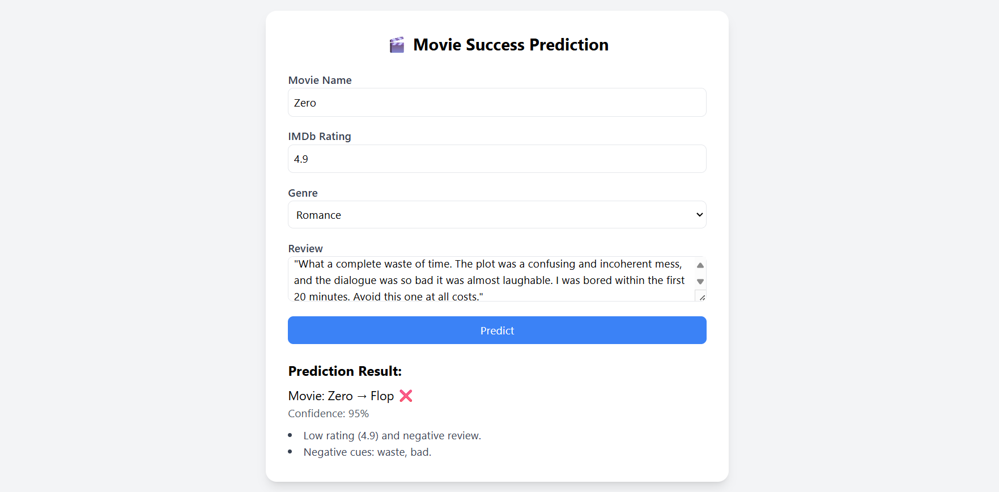 Movie Success Prediction
Movie Name
Zero
IMDb Rating
4.9
Genre
Romance
Review
"What a complete waste of time. The plot was a confusing and incoherent mess,
and the dialogue was so bad it was almost laughable. I was bored within the first
20 minutes. Avoid this one at all costs."
Predict
Prediction Result:
Movie: Zero → Flop ❌
Confidence: 95%
• Low rating (4.9) and negative review.
• Negative cues: waste, bad.